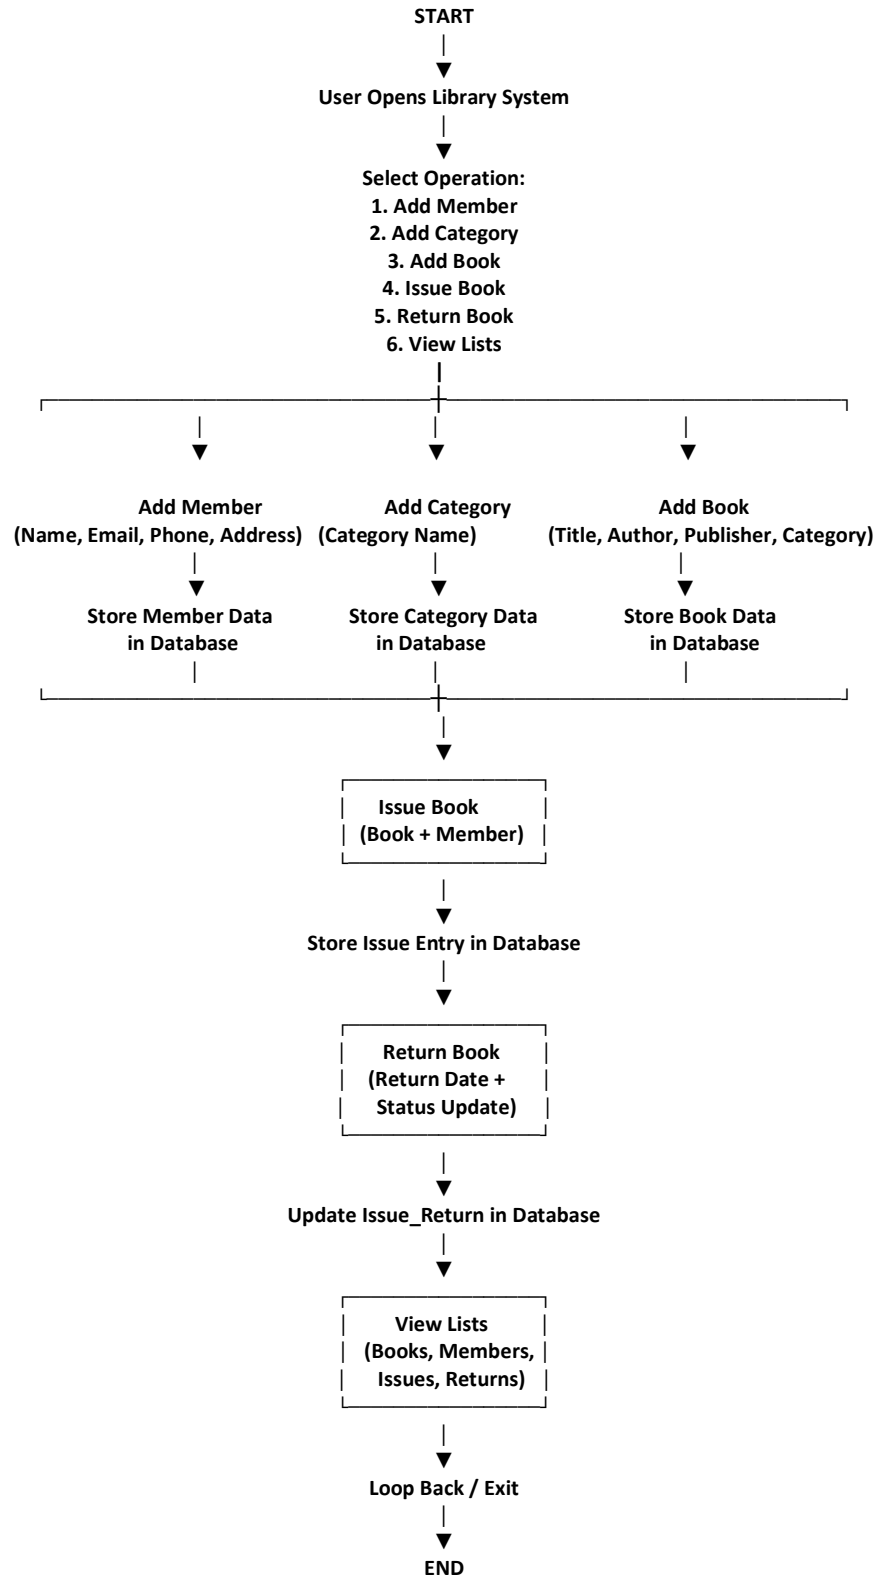 START
User Opens Library System
Select Operation:
1. Add Member
2. Add Category
3. Add Book
4. Issue Book
5. Return Book
6. View Lists
Add Member Add Category Add Book
(Name, Email, Phone, Address) (Category Name) (Title, Author, Publisher, Category)
Store Member Data Store Category Data Store Book Data
in Database in Database in Database
Issue Book
(Book + Member)
Store Issue Entry in Database
Return Book
(Return Date +
Status Update)
Update Issue_Return in Database
View Lists
(Books, Members,
Issues, Returns)
Loop Back / Exit
END